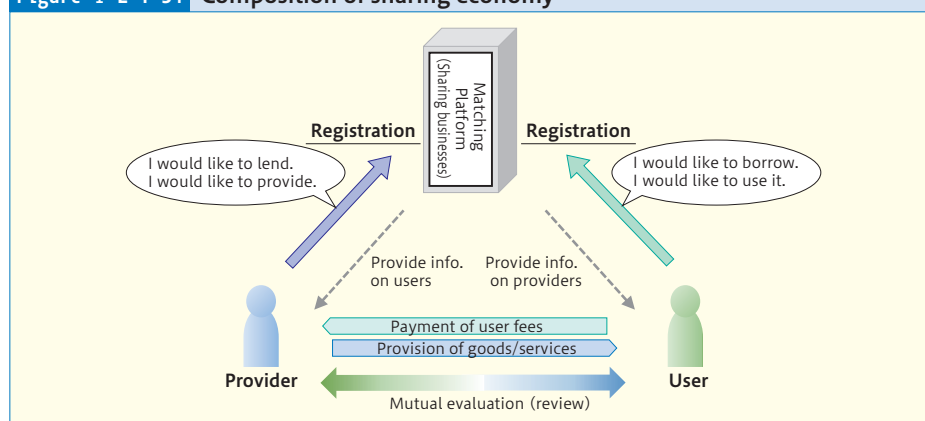 Composition of sharing economy
Matching
Platform
(Sharing businesses)
Registration
Registration
I would like to lend.
I would like to provide.
I would like to borrow.
I would like to use it.
Provide info.
on users
Provide info.
on providers
Payment of user fees
Provision of goods/services
Provider
User
Mutual evaluation (review)